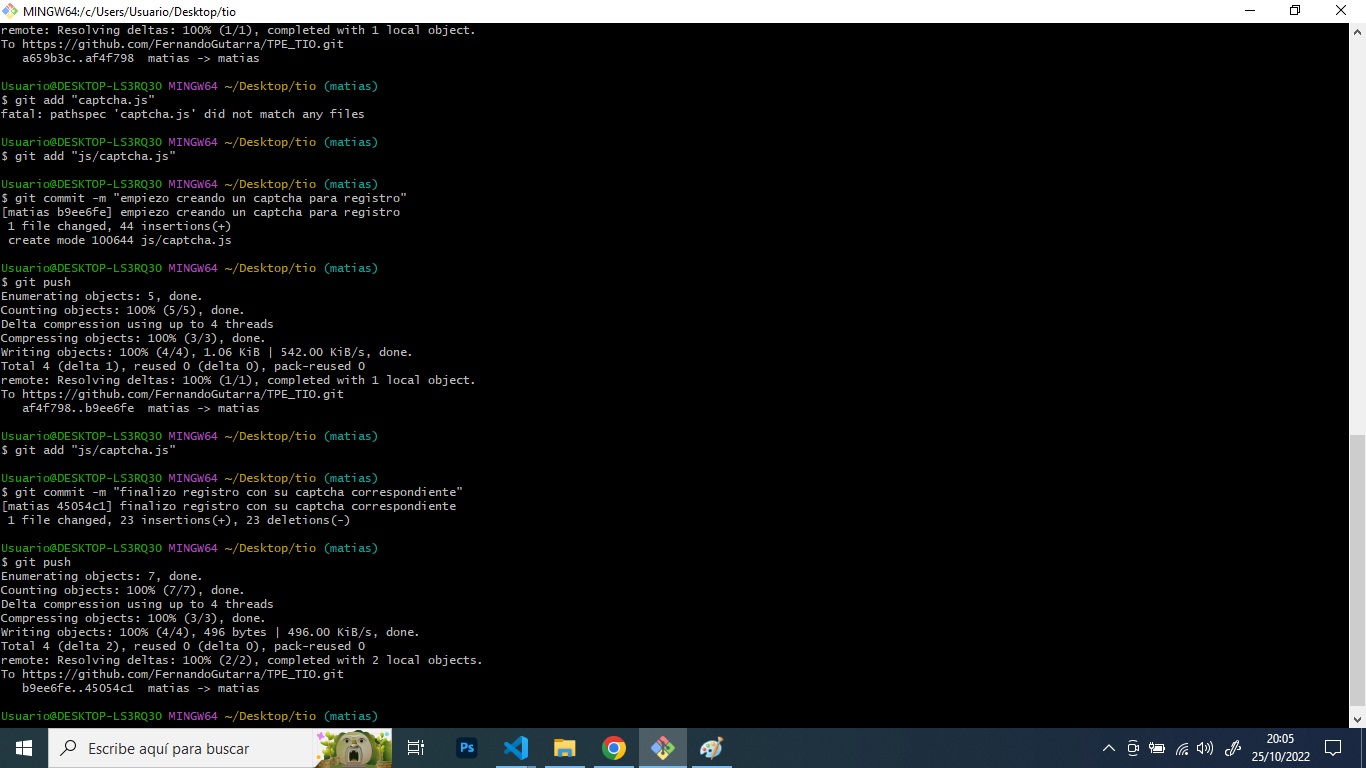 MINGW64:/c/Users/Usuario/Desktop/tio
remote: Resolving deltas: 100% (1/1), completed with 1 local object.
To https://github.com/FernandoGutarra/TPE_TIO.git
   a659b3c..af4f798  matias -> matias
Usuario@DESKTOP-LS3RQ3O MINGW64 ~/Desktop/tio (matias)
$ git add "captcha.js"
fatal: pathspec 'captcha.js' did not match any files
Usuario@DESKTOP-LS3RQ3O MINGW64 ~/Desktop/tio (matias)
$ git add "js/captcha.js"
Usuario@DESKTOP-LS3RQ3O MINGW64 ~/Desktop/tio (matias)
$ git commit -m "empiezo creando un captcha para registro"
[matias b9ee6fe] empiezo creando un captcha para registro
 1 file changed, 44 insertions(+)
 create mode 100644 js/captcha.js
Usuario@DESKTOP-LS3RQ3O MINGW64 ~/Desktop/tio (matias)
$ git push
Enumerating objects: 5, done.
Counting objects: 100% (5/5), done.
Delta compression using up to 4 threads
Compressing objects: 100% (3/3), done.
Writing objects: 100% (4/4), 1.06 KiB | 542.00 KiB/s, done.
Total 4 (delta 1), reused 0 (delta 0), pack-reused 0
remote: Resolving deltas: 100% (1/1), completed with 1 local object.
To https://github.com/FernandoGutarra/TPE_TIO.git
   af4f798..b9ee6fe  matias -> matias
Usuario@DESKTOP-LS3RQ3O MINGW64 ~/Desktop/tio (matias)
$ git add "js/captcha.js"
Usuario@DESKTOP-LS3RQ3O MINGW64 ~/Desktop/tio (matias)
$ git commit -m "finalizo registro con su captcha correspondiente"
[matias 45054c1] finalizo registro con su captcha correspondiente
 1 file changed, 23 insertions(+), 23 deletions(-)
Usuario@DESKTOP-LS3RQ3O MINGW64 ~/Desktop/tio (matias)
$ git push
Enumerating objects: 7, done.
Counting objects: 100% (7/7), done.
Delta compression using up to 4 threads
Compressing objects: 100% (3/3), done.
Writing objects: 100% (4/4), 496 bytes | 496.00 KiB/s, done.
Total 4 (delta 2), reused 0 (delta 0), pack-reused 0
remote: Resolving deltas: 100% (2/2), completed with 2 local objects.
To https://github.com/FernandoGutarra/TPE_TIO.git
   b9ee6fe..45054c1  matias -> matias
Usuario@DESKTOP-LS3RQ3O MINGW64 ~/Desktop/tio (matias)
Escribe aquí para buscar
Ps
20:05
25/10/2022